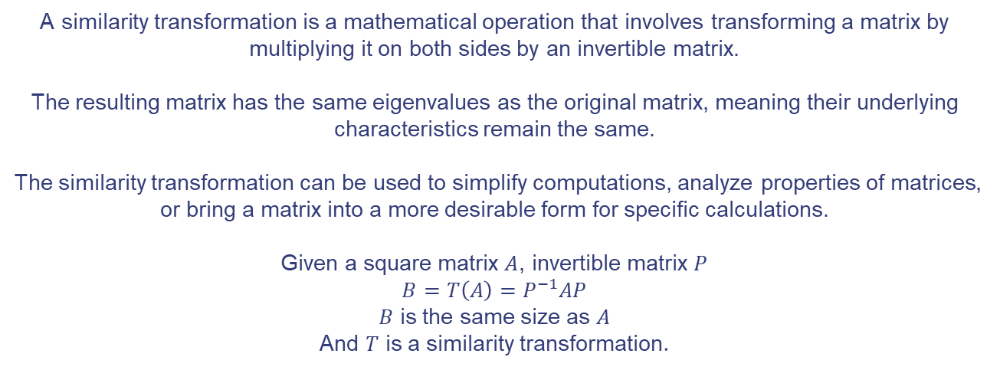 A similarity transformation is a mathematical operation that involves transforming a matrix by
multiplying it on both sides by an invertible matrix.
The resulting matrix has the same eigenvalues as the original matrix, meaning their underlying
characteristics remain the same.
The similarity transformation can be used to simplify computations, analyze properties of matrices,
or bring a matrix into a more desirable form for specific calculations.
Given a square matrix A, invertible matrix P
B = T(A) = P⁻¹AP
B is the same size as A
And T is a similarity transformation.